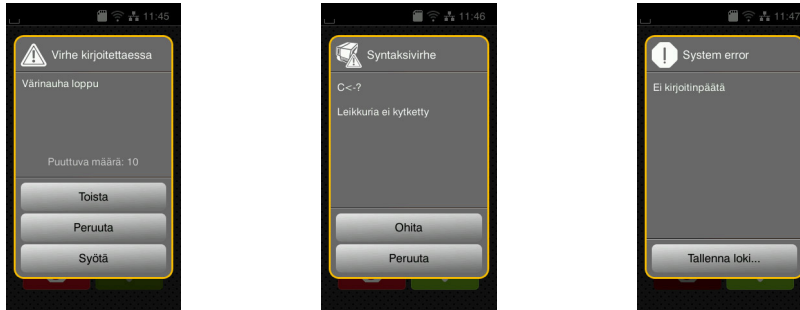 11:45
Virhe kirjoitettaessa
Värinauha loppu
Puuttuva määrä: 10
Toista
Peruuta
Syötä
11:46
Syntaksivirhe
C<-?
Leikkuria ei kytketty
Ohita
Peruuta
11:47
System error
Ei kirjoitinpäätä
Tallenna loki...